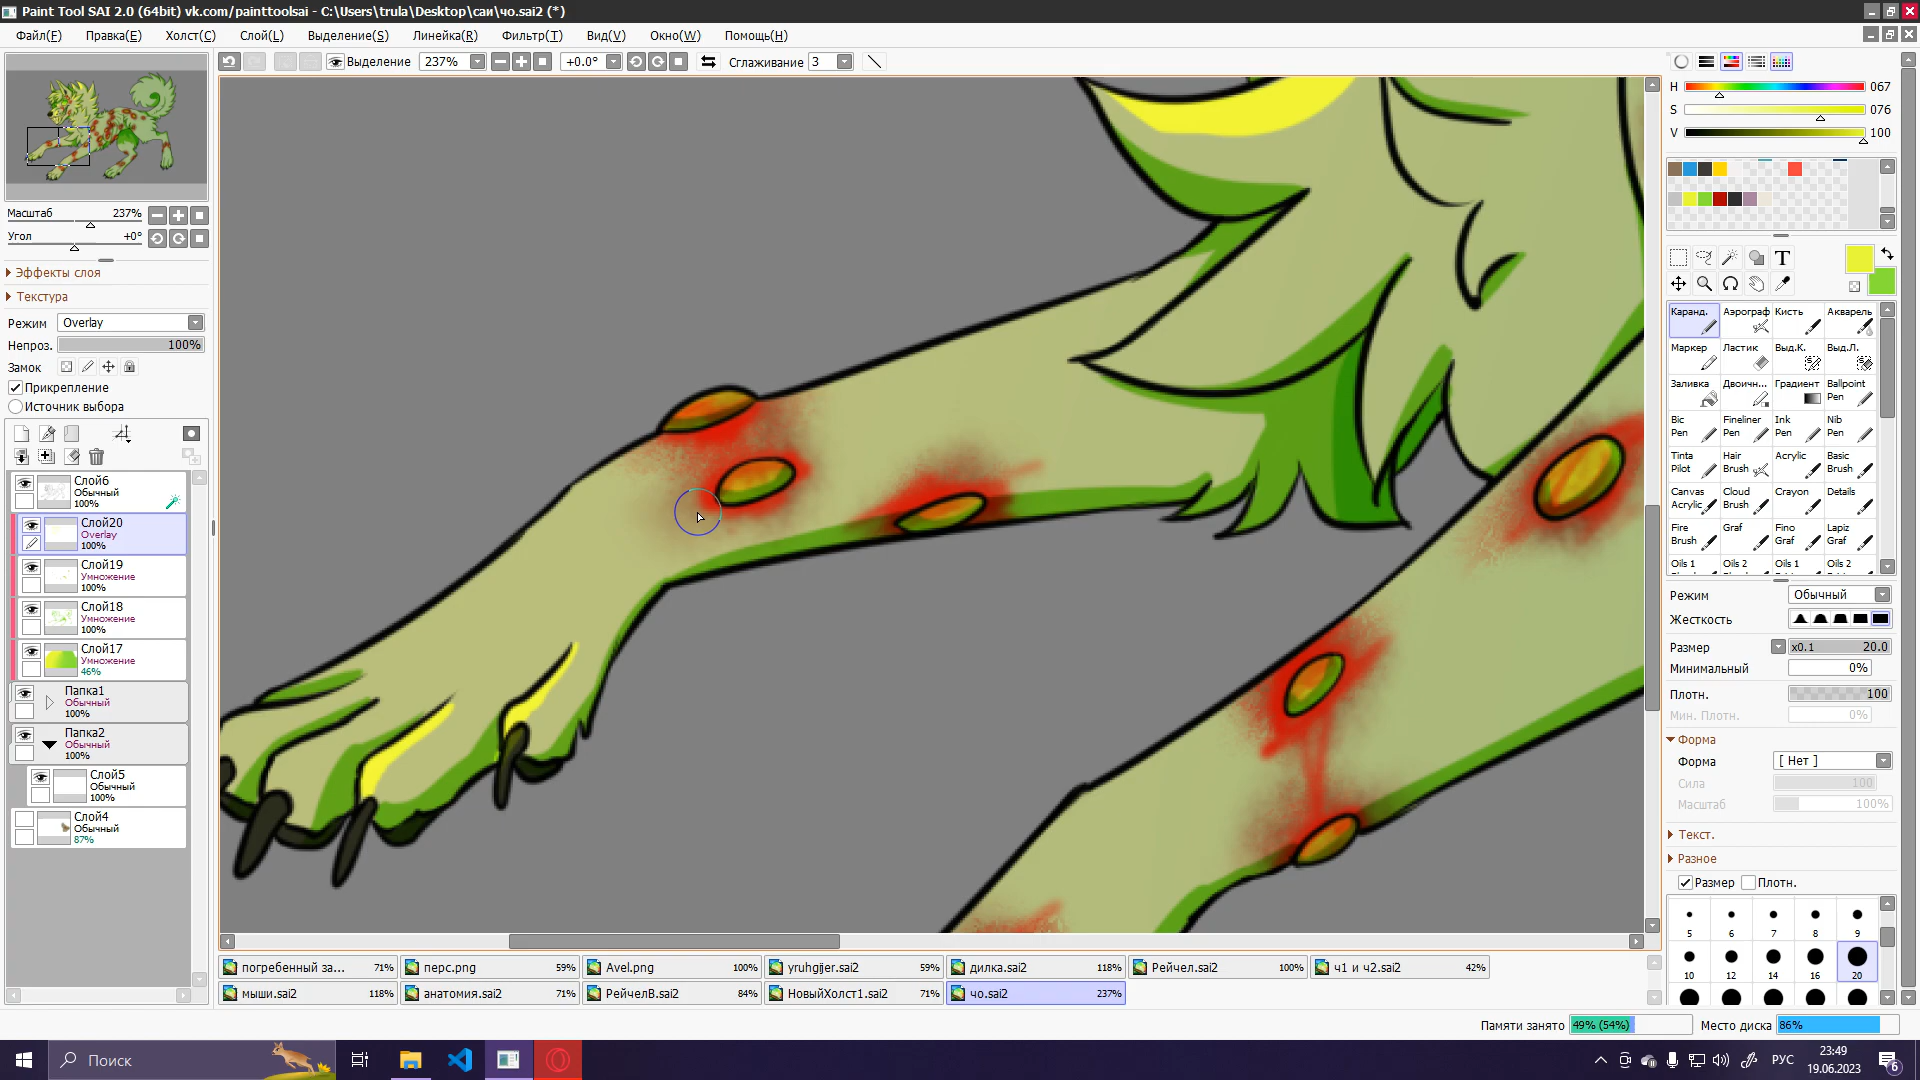 Paint Tool SAI 2.0 (64bit) vk.com/painttoolsai - C:\Users\trula\Desktop\саи\чо.sai2 (*)
Файл(F) Правка(E) Холст(C) Слой(L) Выделение(S) Линейка(R) Фильтр(T) Вид(V) Окно(W) Помощь(H)
Выделение 237% +0.0° Сглаживание 3
Масштаб 237%
Угол +0°
Эффекты слоя
Текстура
Режим Overlay
Непроз. 100%
Замок
Прикрепление
Источник выбора
Слой6
Обычный
100%
Слой20
Overlay
100%
Слой19
Умножение
100%
Слой18
Умножение
100%
Слой17
Умножение
46%
Папка1
Обычный
100%
Папка2
Обычный
100%
Слой5
Обычный
100%
Слой4
Обычный
87%
H 067
S 076
V 100
T
Каранд. Аэрограф Кисть Акварель
Маркер Ластик Выд.К. Выд.Л.
Заливка Двоичн... Градиент Ballpoint Pen
Bic Pen Fineliner Pen Ink Pen Nib Pen
Tinta Pilot Hair Brush Acrylic Basic Brush
Canvas Acrylic Cloud Brush Crayon Details
Fire Brush Graf Fino Graf Lapiz Graf
Oils 1 Oils 2 Oils 1 Oils 2
Режим Обычный
Жесткость
Размер x0.1 20.0
Минимальный 0%
Плотн. 100
Мин. Плотн. 0%
Форма
Форма [ Нет ]
Сила 100
Масштаб 100%
Текст.
Разное
Размер Плотн.
5 6 7 8 9
10 12 14 16 20
погребенный за... 71% перс.png 59% Avel.png 100% yruhgijer.sai2 59% дилка.sai2 118% Рейчел.sai2 100% ч1 и ч2.sai2 42%
мыши.sai2 118% анатомия.sai2 71% РейчелВ.sai2 84% НовыйХолст1.sai2 71% чо.sai2 237%
Памяти занято 49% (54%) Место диска 86%
Поиск
РУС
23:49
19.06.2023
6